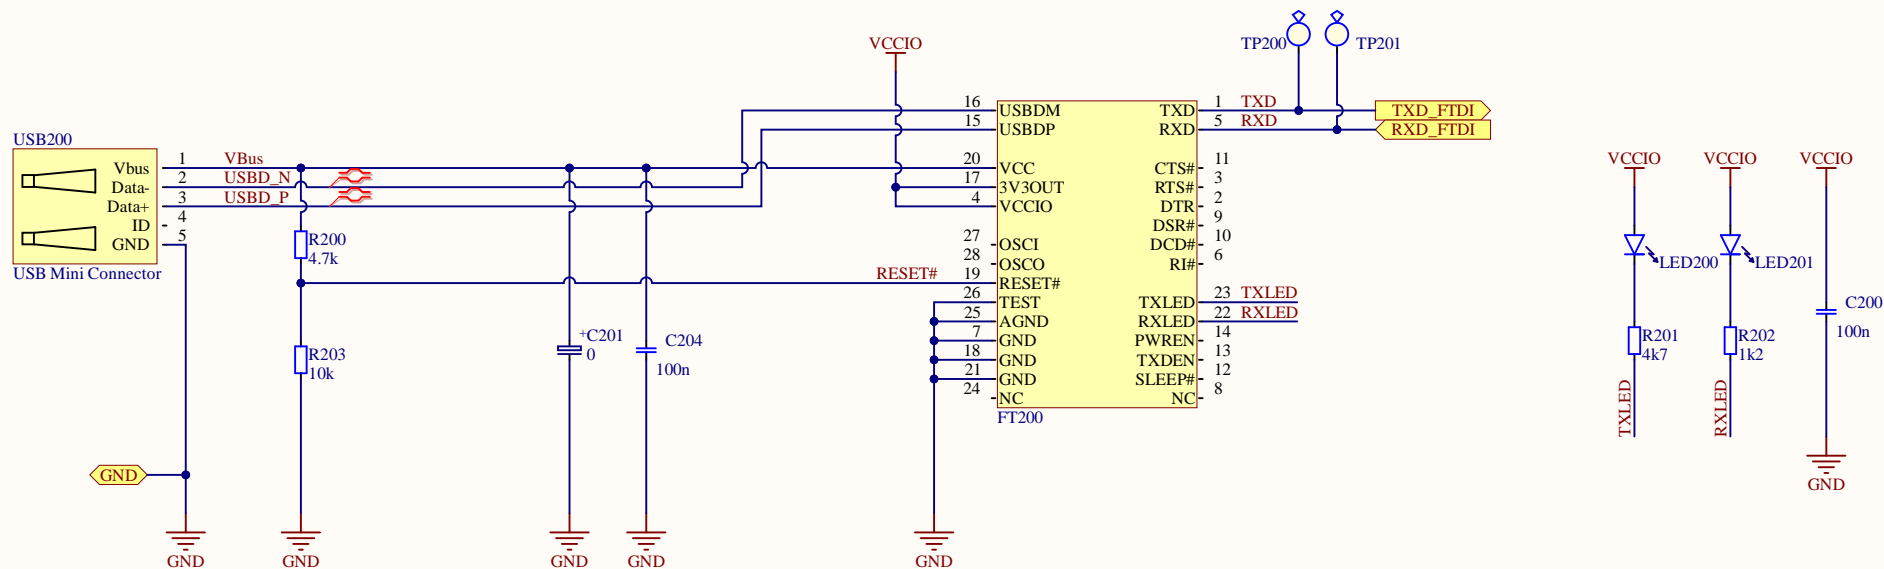 USB200
Vbus 1 VBus
Data- 2 USBD_N
Data+ 3 USBD_P
ID 4
GND 5
USB Mini Connector
GND
GND
R200
4.7k
R203
10k
GND
+C201
0
GND
C204
100n
GND
VCCIO
RESET#
16 USBDM
15 USBDP
20 VCC
17 3V3OUT
4 VCCIO
27 OSCI
28 OSCO
19 RESET#
26 TEST
25 AGND
7 GND
18 GND
21 GND
24 NC
FT200
GND
TXD 1 TXD
RXD 5 RXD
CTS# 11
RTS# 3
DTR 2
DSR# 9
DCD# 10
RI# 6
TXLED 23 TXLED
RXLED 22 RXLED
PWREN 14
TXDEN 13
SLEEP# 12
NC 8
TP200
TP201
TXD_FTDI
RXD_FTDI
VCCIO
LED200
R201
4k7
TXLED
VCCIO
LED201
R202
1k2
RXLED
VCCIO
C200
100n
GND